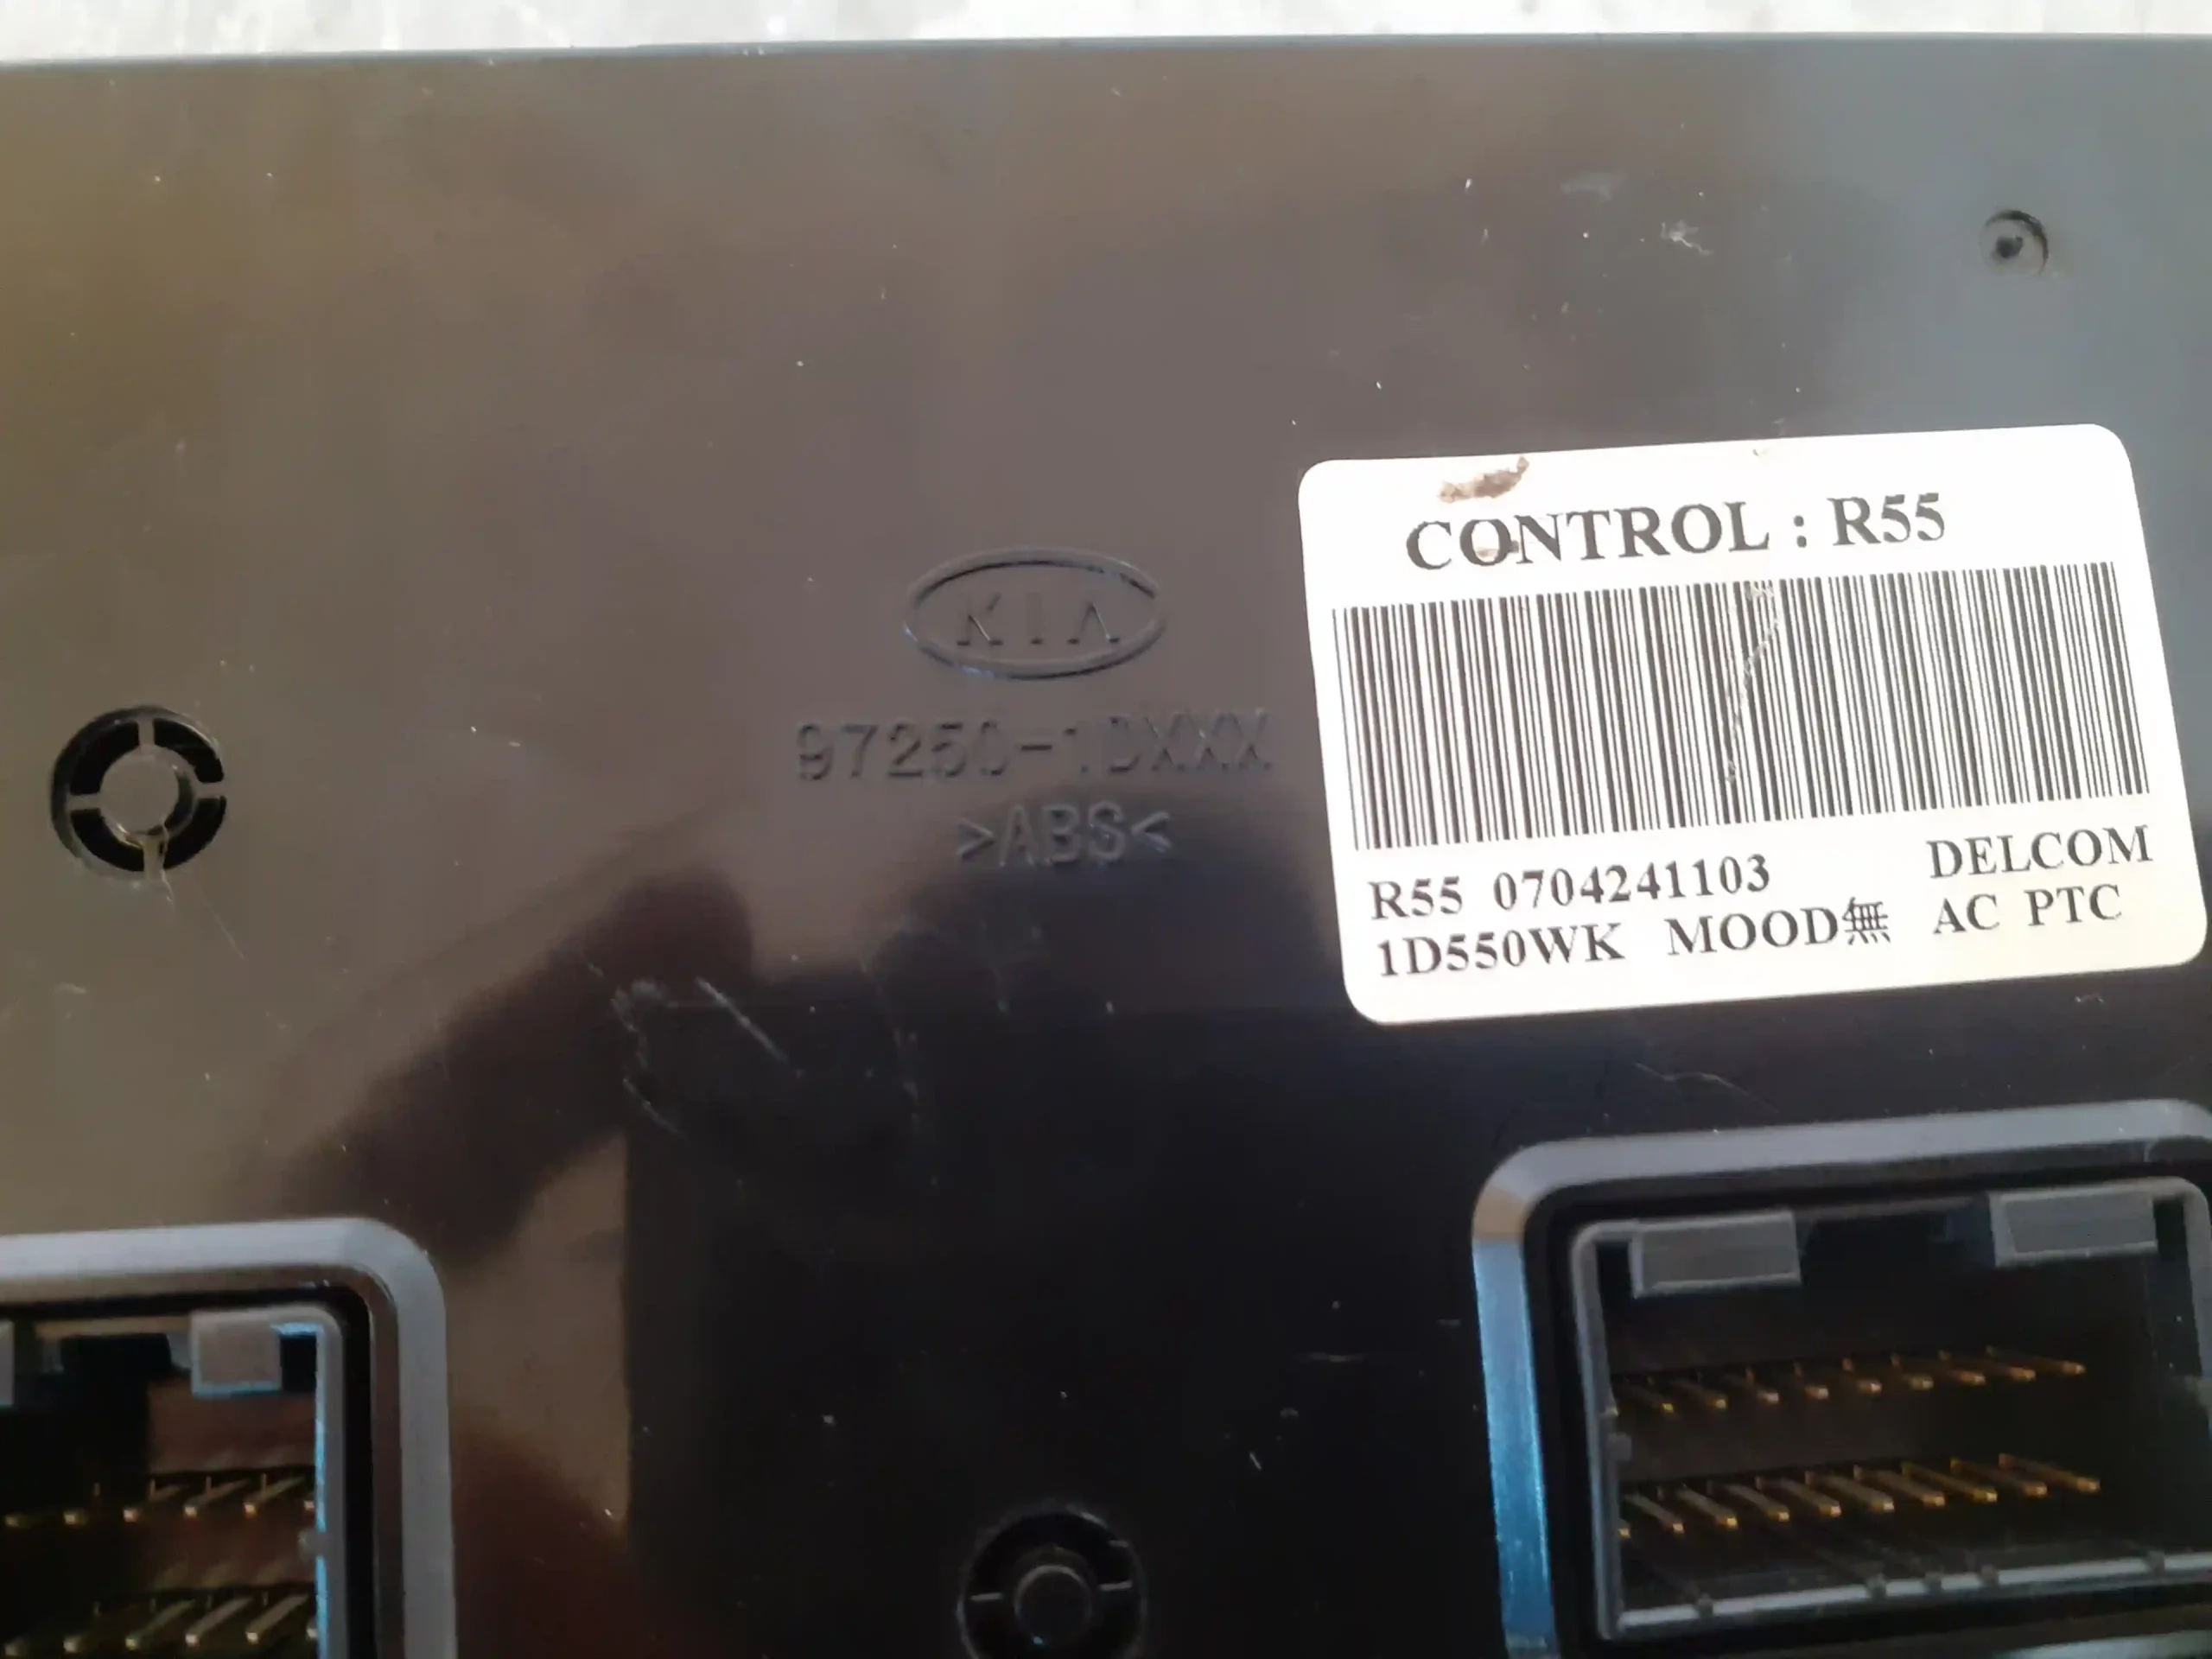 KIA
97250-1DXXX
>ABS<
CONTROL : R55
R55 0704241103 DELCOM
1D550WK MOOD無 AC PTC